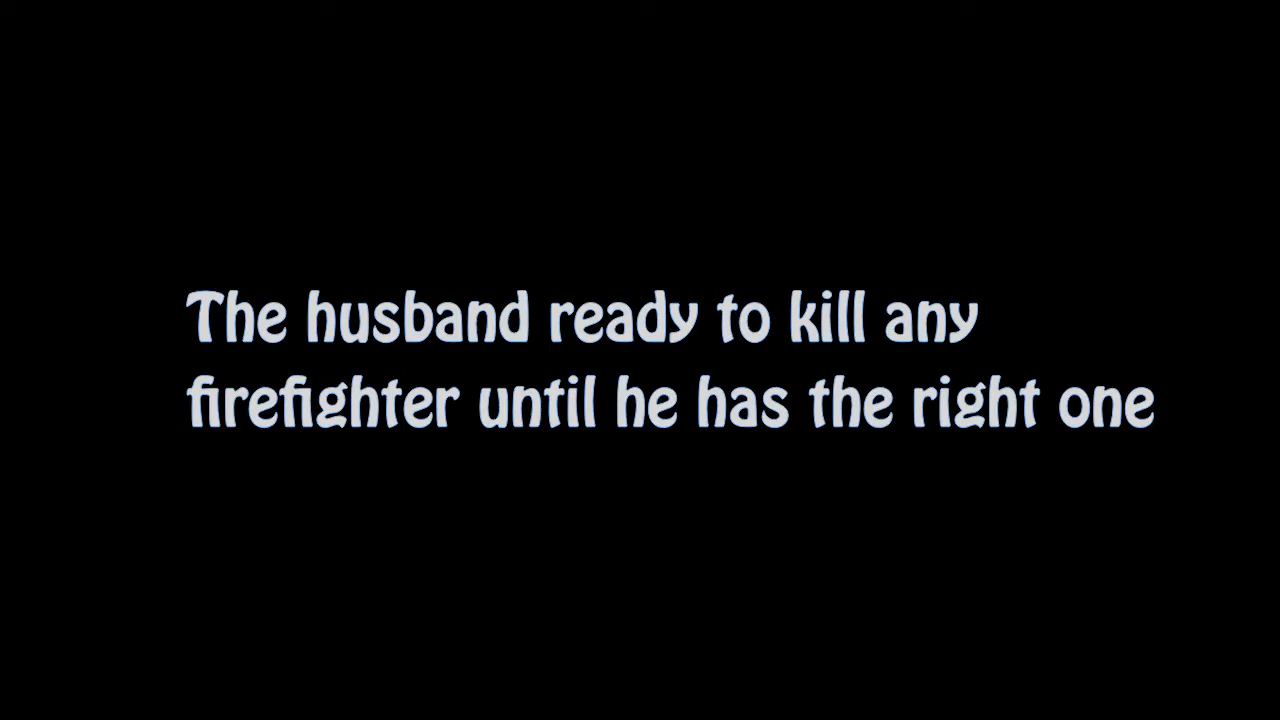 The husband ready to kill any
firefighter until he has the right one